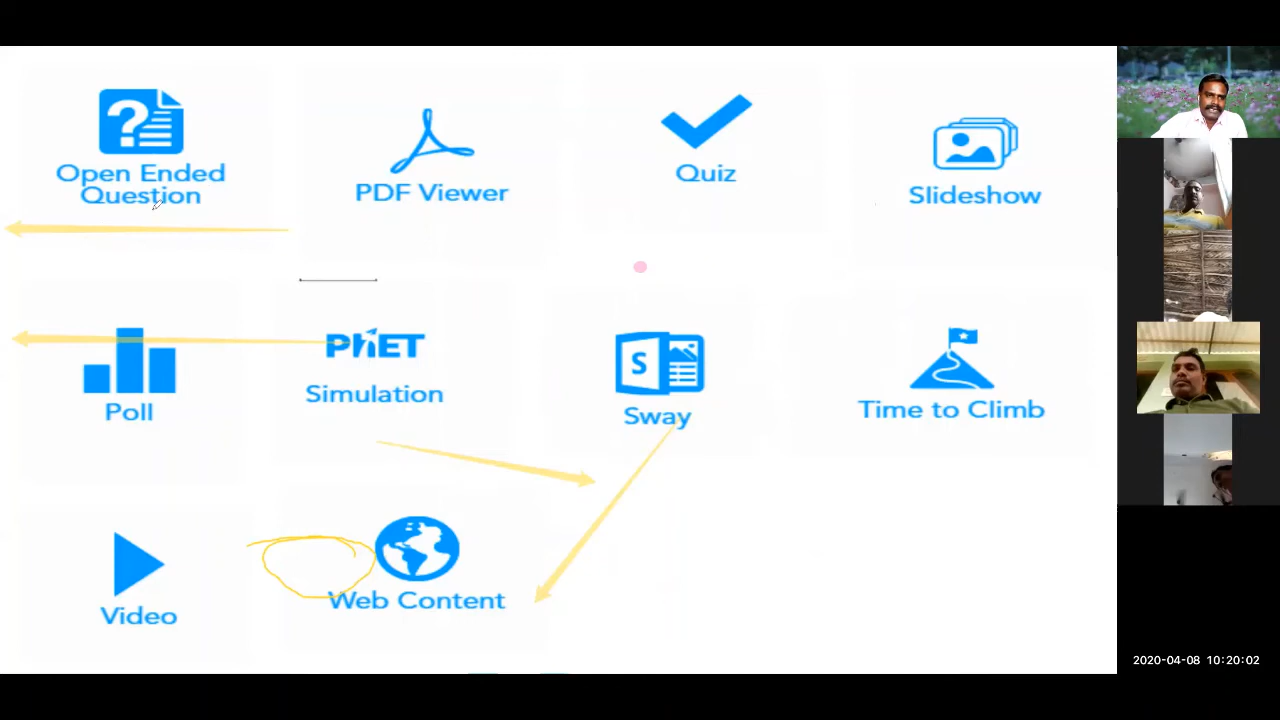 Open Ended
Question
PDF Viewer
Quiz
Slideshow
Poll
PhET
Simulation
S
Sway
Time to Climb
Video
Web Content
2020-04-08 10:20:02